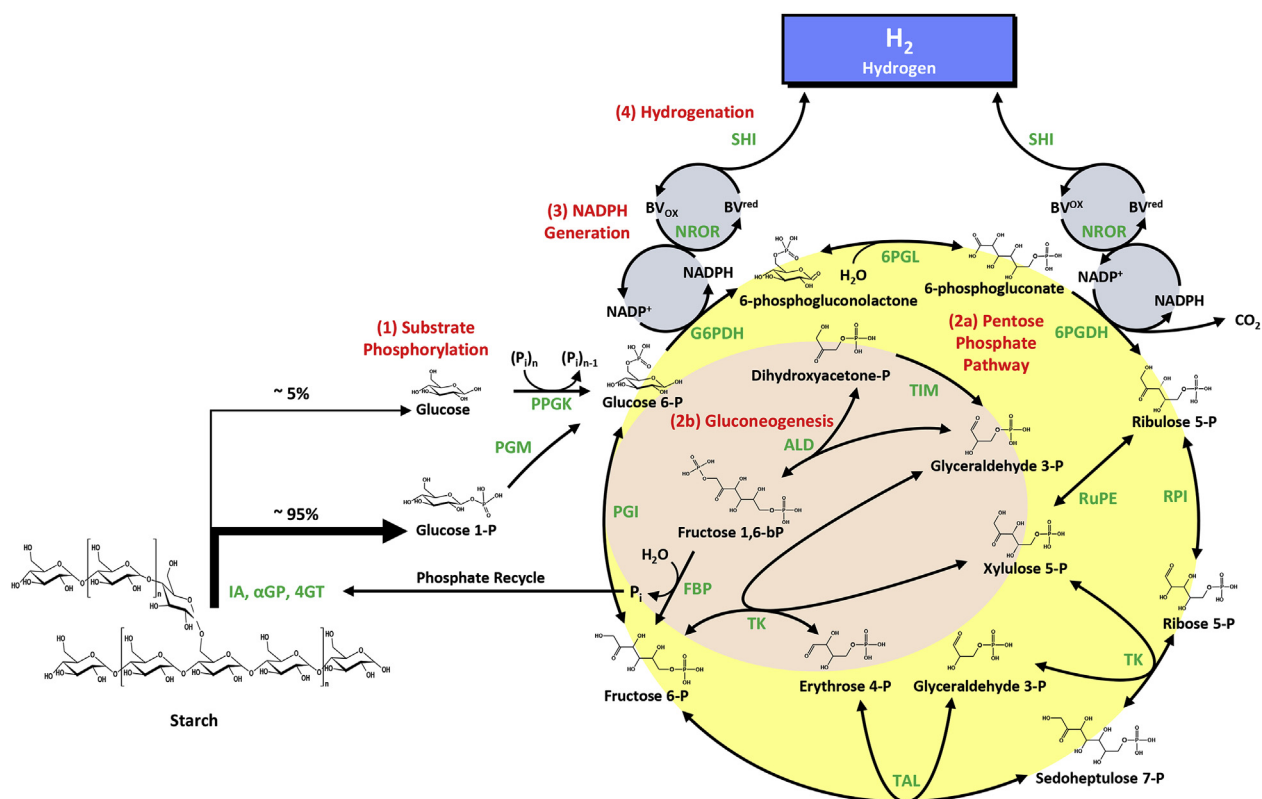 H2
Hydrogen
(4) Hydrogenation
SHI
SHI
(3) NADPH
Generation
BVOX
BVred
NROR
BVOX
BVred
NROR
NADPH
NADP+
G6PDH
6-phosphogluconolactone
H2O
6PGL
6-phosphogluconate
NADP+
NADPH
6PGDH
CO2
(1) Substrate
Phosphorylation
(2a) Pentose
Phosphate
Pathway
(Pi)n
(Pi)n-1
PPGK
~ 5%
Glucose
Glucose 6-P
Dihydroxyacetone-P
TIM
(2b) Gluconeogenesis
ALD
Glyceraldehyde 3-P
Ribulose 5-P
PGM
~ 95%
Glucose 1-P
PGI
Fructose 1,6-bP
RuPE
RPI
Xylulose 5-P
H2O
FBP
Pi
Phosphate Recycle
IA, αGP, 4GT
TK
Ribose 5-P
TK
Fructose 6-P
Erythrose 4-P
Glyceraldehyde 3-P
Starch
TAL
Sedoheptulose 7-P